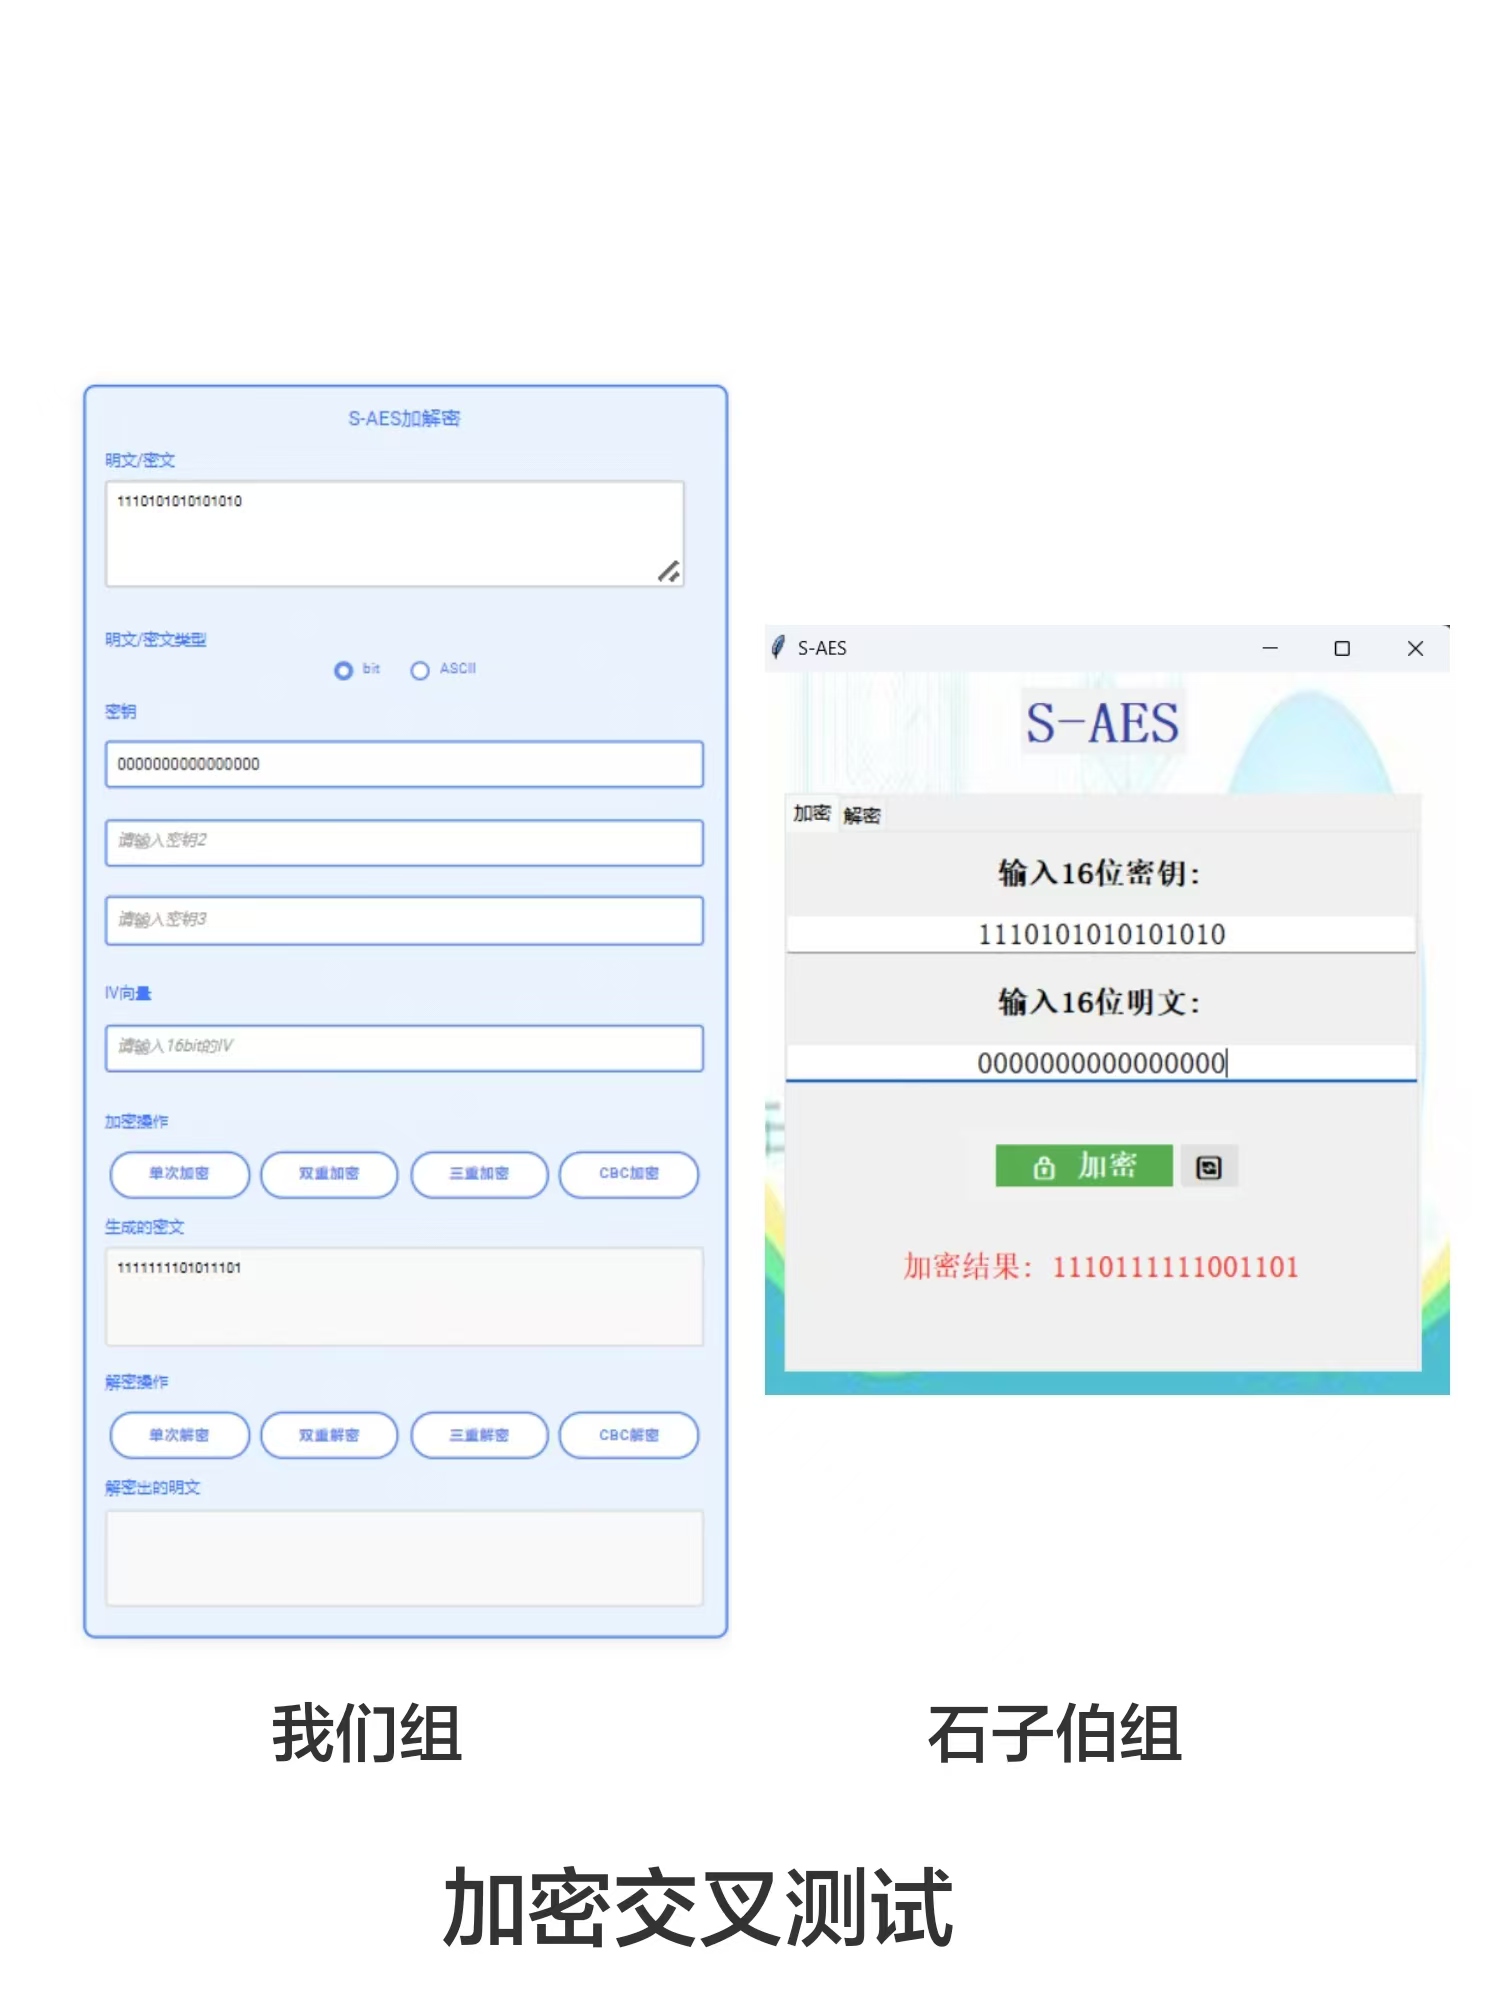 S-AES加解密
明文/密文
1110101010101010
明文/密文类型
bit ASCII
密钥
0000000000000000
请输入密钥2
请输入密钥3
IV向量
请输入16bit的IV
加密操作
单次加密 双重加密 三重加密 CBC加密
生成的密文
1111111101011101
解密操作
单次解密 双重解密 三重解密 CBC解密
解密出的明文
S-AES
S-AES
加密 解密
输入16位密钥:
1110101010101010
输入16位明文:
0000000000000000
加密
加密结果: 1110111111001101
我们组 石子伯组
加密交叉测试